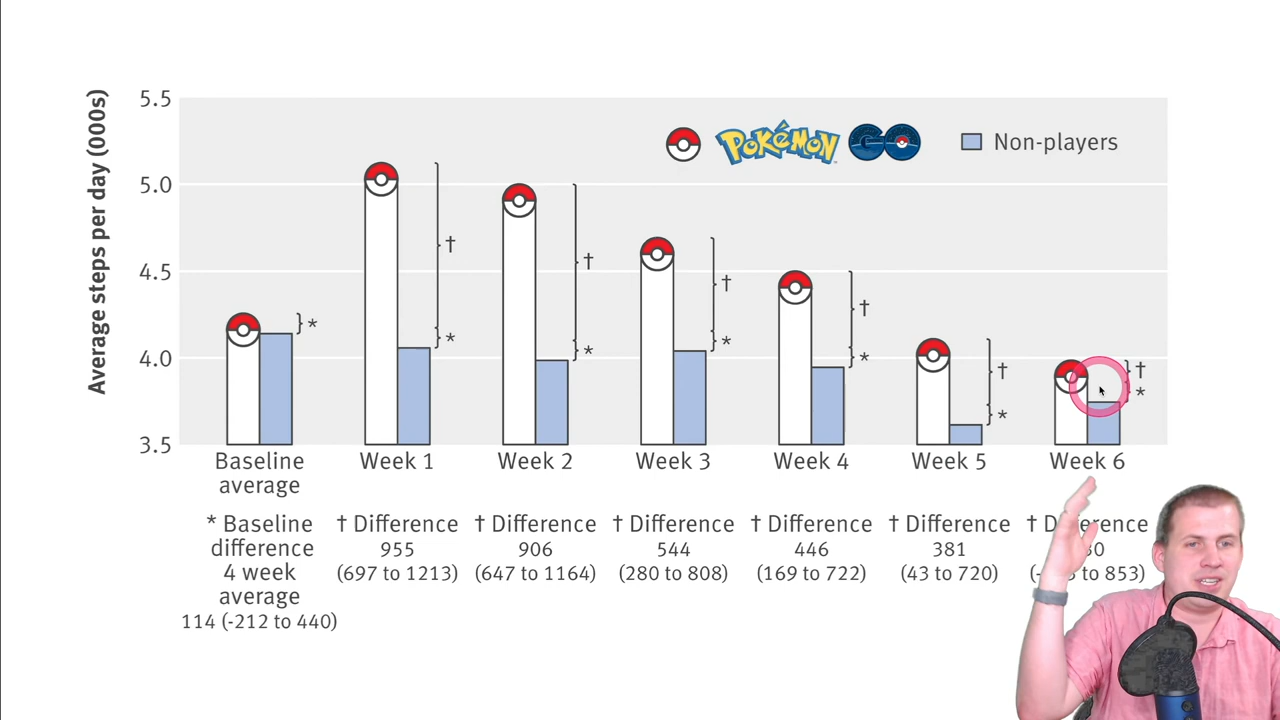 Average steps per day (000s)
5.5
5.0
4.5
4.0
3.5
POKéMON GO
Non-players
†
†
†
†
†
†
*
*
*
*
*
*
*
Baseline average
Week 1
Week 2
Week 3
Week 4
Week 5
Week 6
* Baseline
difference
4 week
average
114 (-212 to 440)
† Difference
955
(697 to 1213)
† Difference
906
(647 to 1164)
† Difference
544
(280 to 808)
† Difference
446
(169 to 722)
† Difference
381
(43 to 720)
†
to 853)